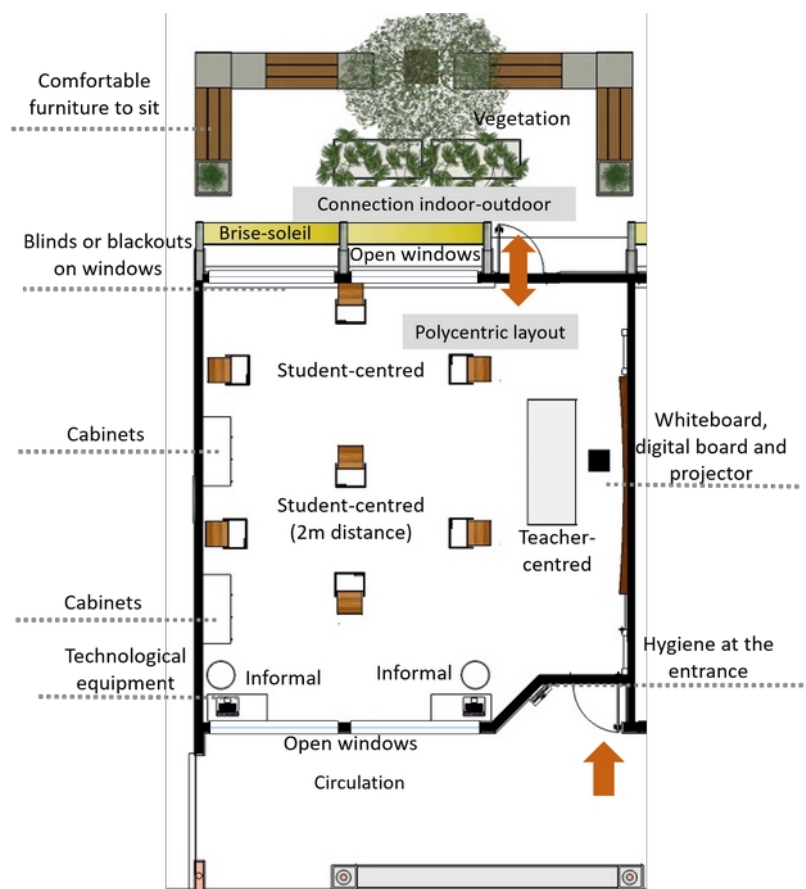 Comfortable
furniture to sit
Vegetation
Connection indoor-outdoor
Brise-soleil
Blinds or blackouts
on windows
Open windows
Polycentric layout
Student-centred
Cabinets
Whiteboard,
digital board and
projector
Student-centred
(2m distance)
Teacher-
centred
Cabinets
Technological
equipment
Informal
Informal
Hygiene at the
entrance
Open windows
Circulation